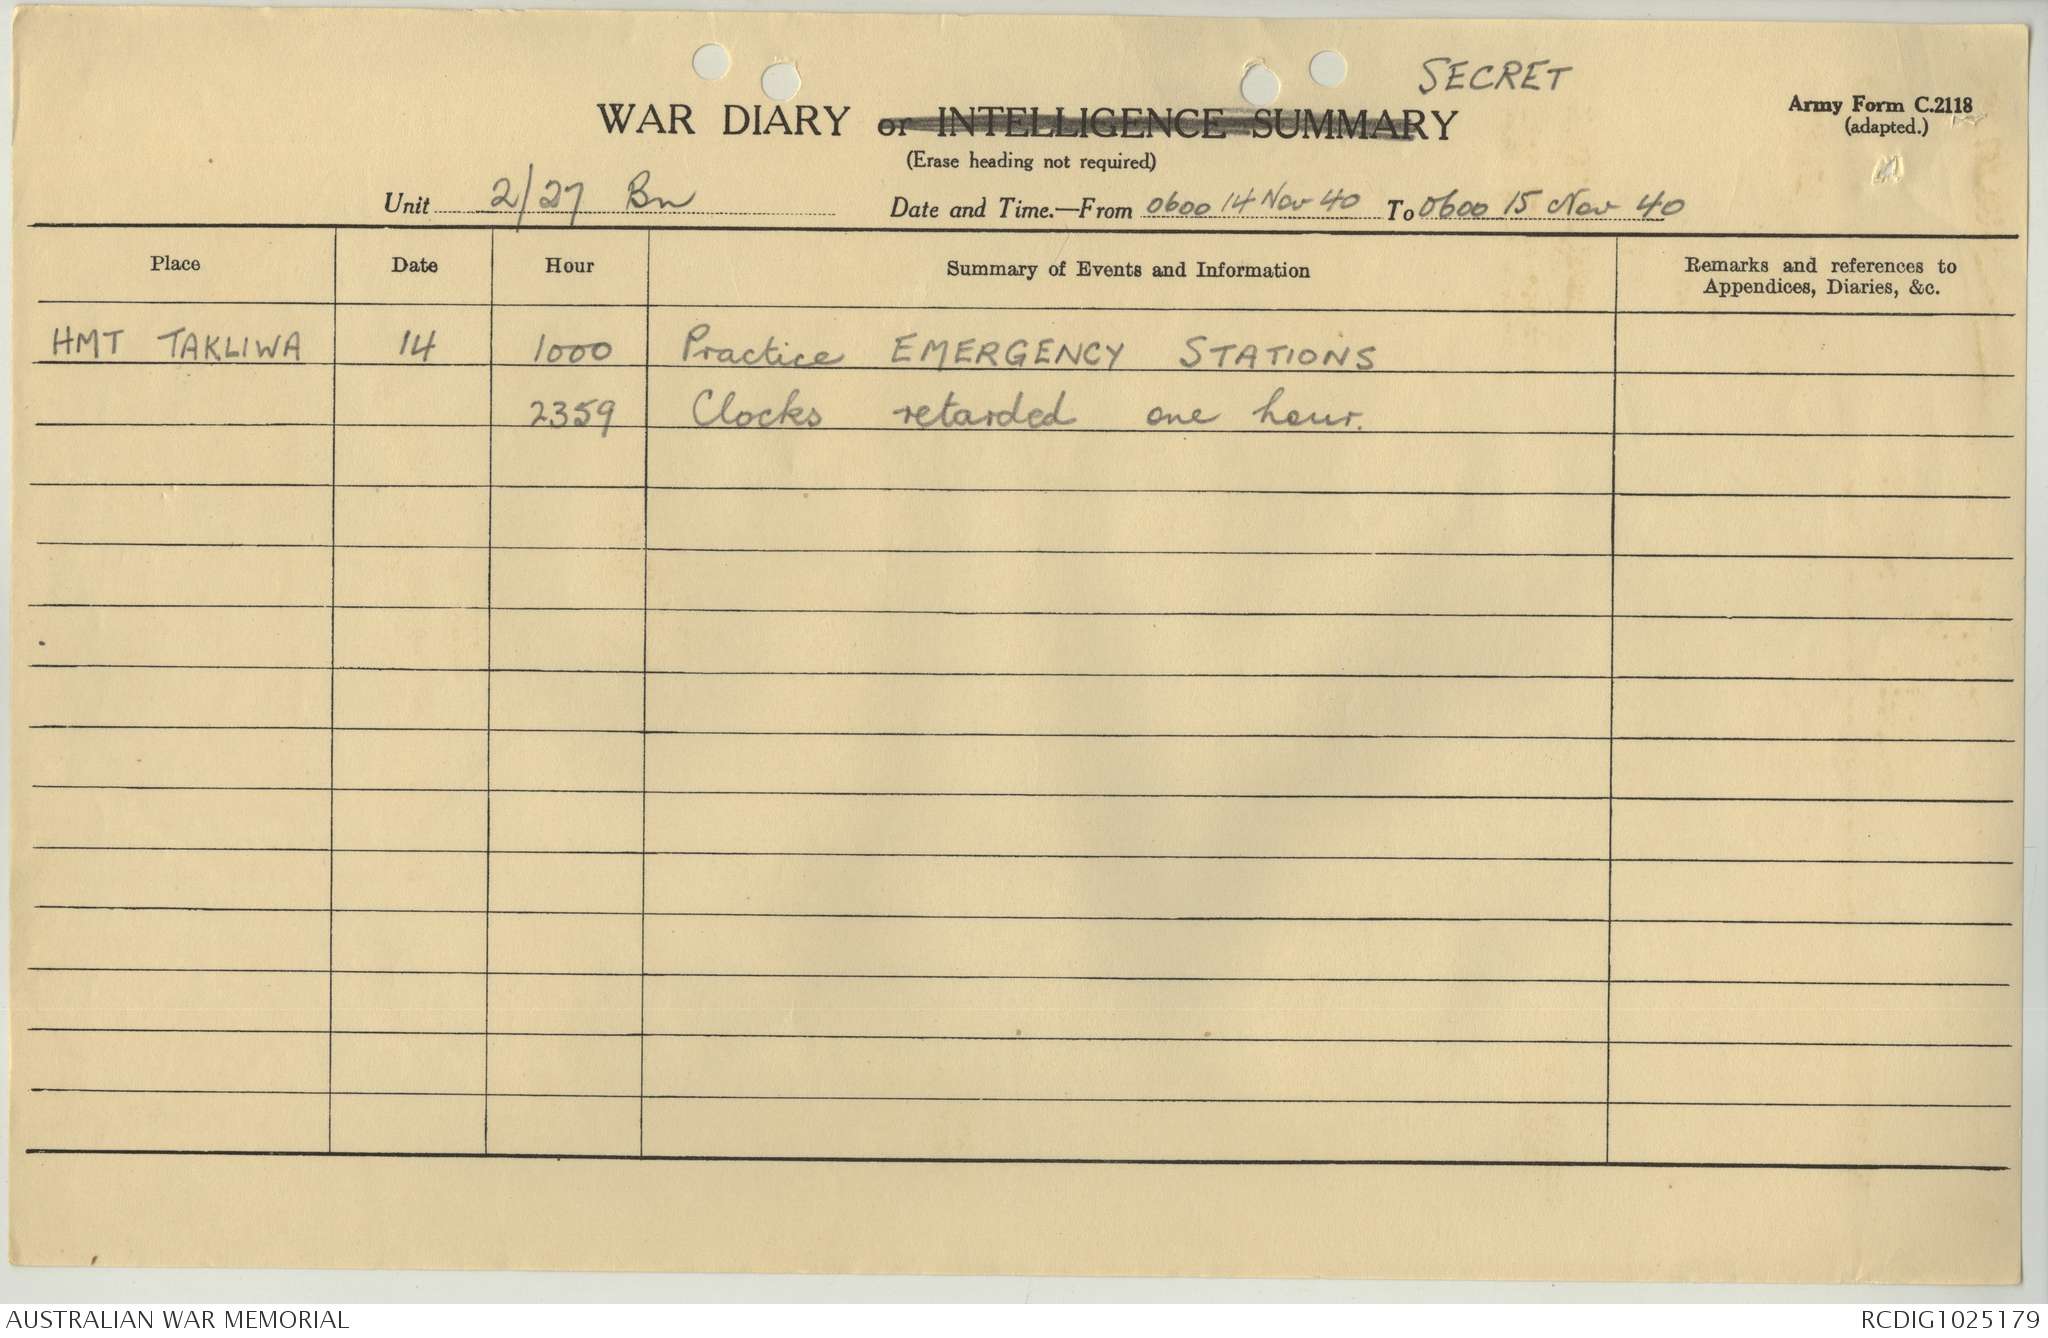 SECRET
WAR DIARY or INTELLIGENCE SUMMARY
Army Form C.2118
(adapted.)
(Erase heading not required)
Unit 2/27 Bn Date and Time.—From 0600 14 Nov 40 To 0600 15 Nov 40
Place Date Hour Summary of Events and Information Remarks and references to
Appendices, Diaries, &c.
HMT TAKLIWA 14 1000 Practice EMERGENCY STATIONS
2359 Clocks retarded one hour.
AUSTRALIAN WAR MEMORIAL RCDIG1025179